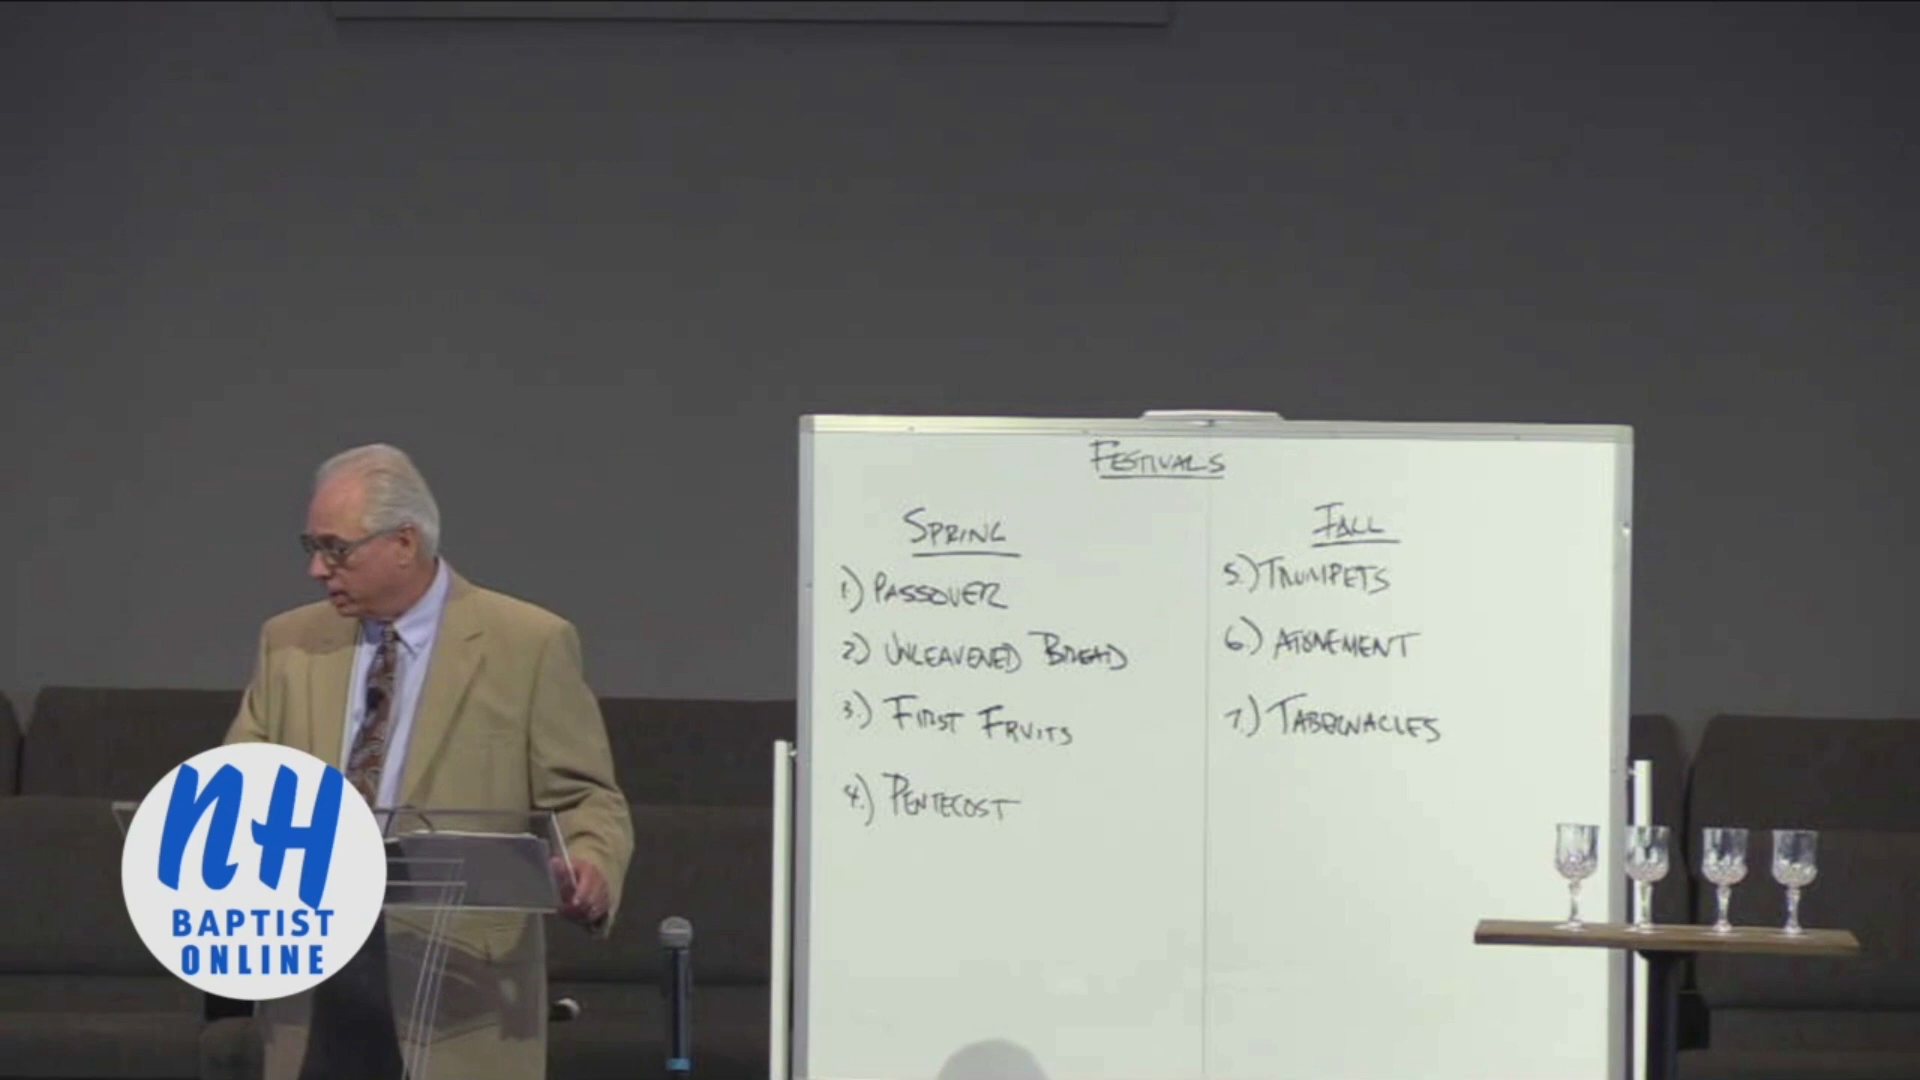 FESTIVALS
SPRING
1.) PASSOVER
2) UNLEAVENED BREAD
3.) FIRST FRUITS
4.) PENTECOST
FALL
5.) TRUMPETS
6.) ATONEMENT
7.) TABERNACLES
NH
BAPTIST
ONLINE